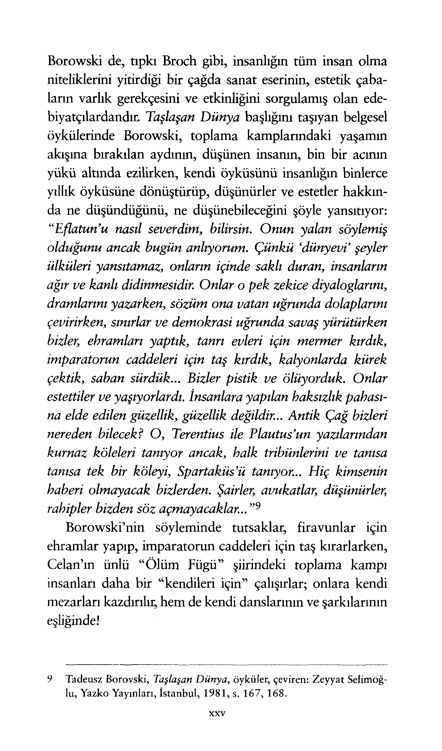 Borowski de, tıpkı Broch gibi, insanlığın tüm insan olma
niteliklerini yitirdiği bir çağda sanat eserinin, estetik çaba-
ların varlık gerekçesini ve etkinliğini sorgulamış olan ede-
biyatçılardandır. Taşlaşan Dünya başlığını taşıyan belgesel
öykülerinde Borowski, toplama kamplarındaki yaşamın
akışına bırakılan aydının, düşünen insanın, bin bir acının
yükü altında ezilirken, kendi öyküsünü insanlığın binlerce
yıllık öyküsüne dönüştürüp, düşünürler ve estetler hakkın-
da ne düşündüğünü, ne düşünebileceğini şöyle yansıtıyor:
"Eflatun'u nasıl severdim, bilirsin. Onun yalan söylemiş
olduğunu ancak bugün anlıyorum. Çünkü 'dünyevi' şeyler
ülküleri yansıtamaz, onların içinde saklı duran, insanların
ağır ve kanlı didinmesidir. Onlar o pek zekice diyaloglarını,
dramlarını yazarken, sözüm ona vatan uğrunda dolaplarını
çevirirken, sınırlar ve demokrasi uğrunda savaş yürütürken
bizler, ehramları yaptık, tanrı evleri için mermer kırdık,
imparatorun caddeleri için taş kırdık, kalyonlarda kürek
çektik, saban sürdük... Bizler pistik ve ölüyorduk. Onlar
estettiler ve yaşıyorlardı. İnsanlara yapılan haksızlık pahası-
na elde edilen güzellik, güzellik değildir... Antik Çağ bizleri
nereden bilecek? O, Terentius ile Plautus'un yazılarından
kurnaz köleleri tanıyor ancak, halk tribünlerini ve tanısa
tanısa tek bir köleyi, Spartaküs'ü tanıyor... Hiç kimsenin
haberi olmayacak bizlerden. Şairler, avukatlar, düşünürler,
rahipler bizden söz açmayacaklar..."9
Borowski'nin söyleminde tutsaklar, firavunlar için
ehramlar yapıp, imparatorun caddeleri için taş kırarlarken,
Celan'ın ünlü "Ölüm Fügü" şiirindeki toplama kampı
insanları daha bir "kendileri için" çalışırlar; onlara kendi
mezarları kazdırılır, hem de kendi danslarının ve şarkılarının
eşliğinde!
9 Tadeusz Borovski, Taşlaşan Dünya, öyküler, çeviren: Zeyyat Selimoğ-
lu, Yazko Yayınları, İstanbul, 1981, s. 167, 168.
xxv